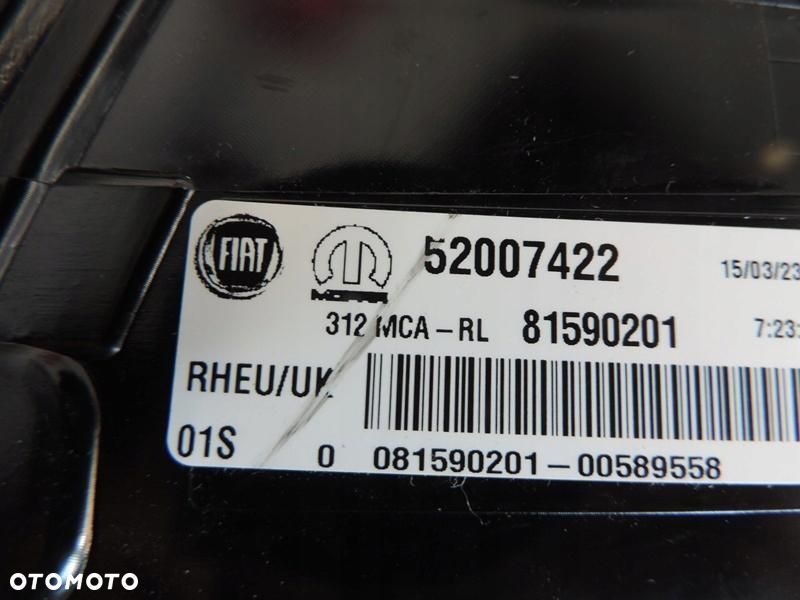 FIAT
MOPAR
52007422
15/03/23
312 MCA-RL 81590201
7:23:
RHEU/UK
01S
0 081590201-00589558
OTOMOTO